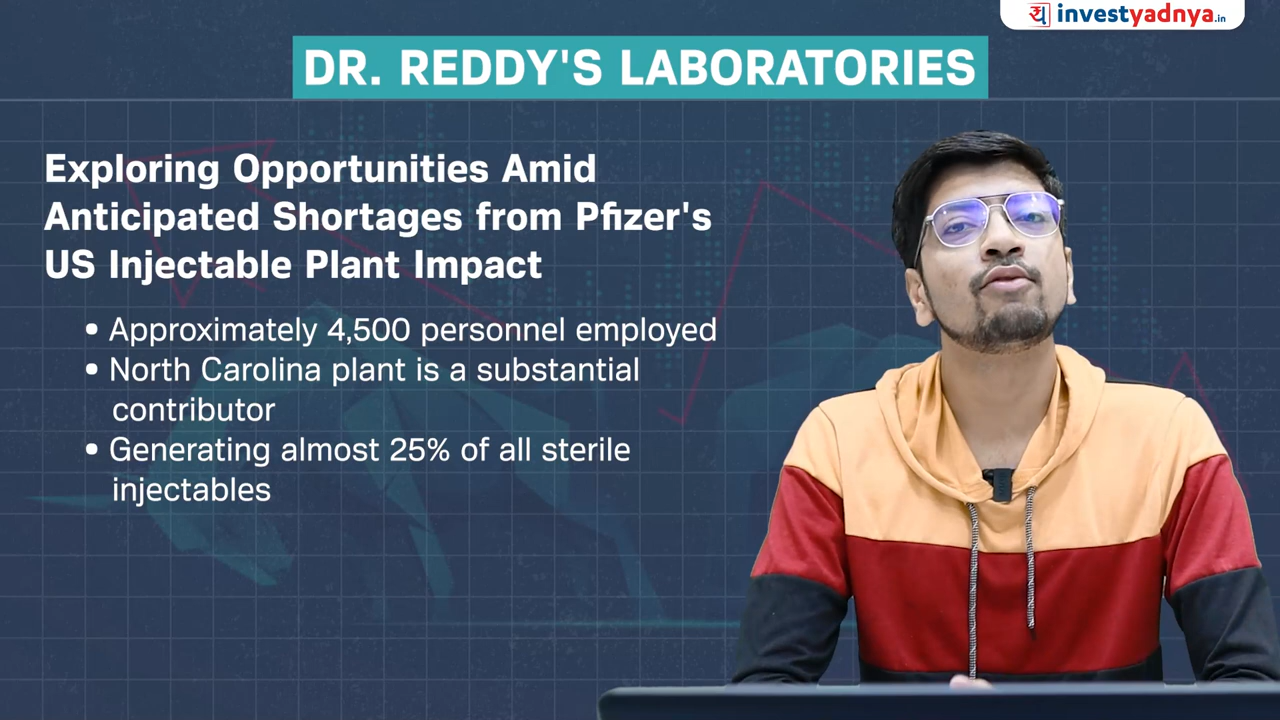 यॄ investyadnya.in
DR. REDDY'S LABORATORIES
Exploring Opportunities Amid
Anticipated Shortages from Pfizer's
US Injectable Plant Impact
• Approximately 4,500 personnel employed
• North Carolina plant is a substantial
contributor
• Generating almost 25% of all sterile
injectables